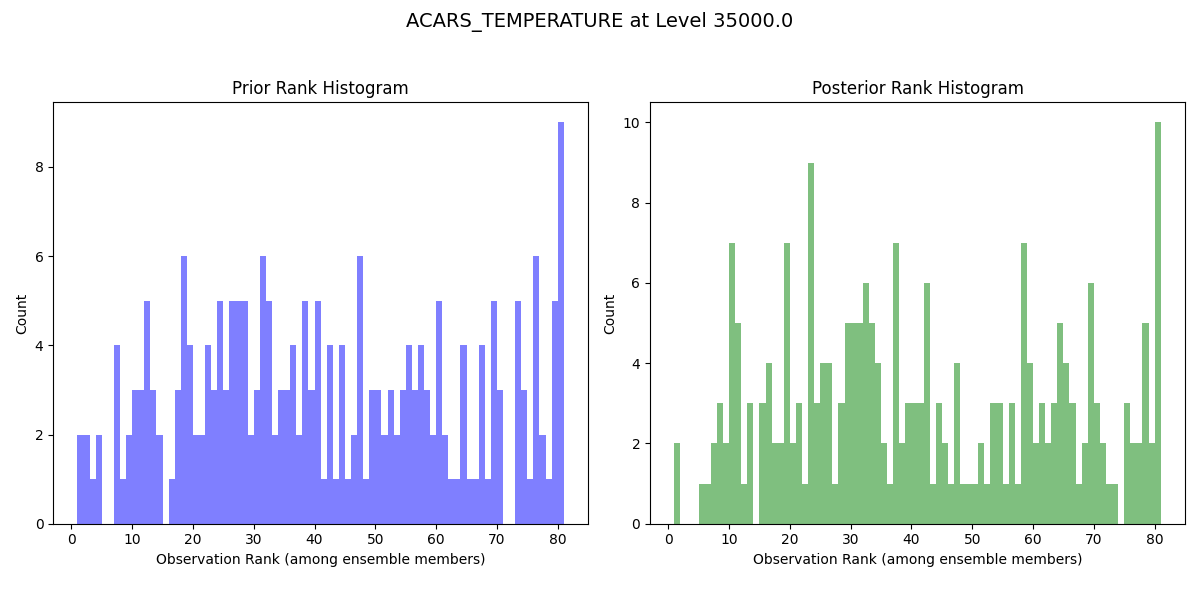 ACARS_TEMPERATURE at Level 35000.0
Prior Rank Histogram
Count
8
6
4
2
0
0 10 20 30 40 50 60 70 80
Observation Rank (among ensemble members)
Posterior Rank Histogram
Count
10
8
6
4
2
0
0 10 20 30 40 50 60 70 80
Observation Rank (among ensemble members)